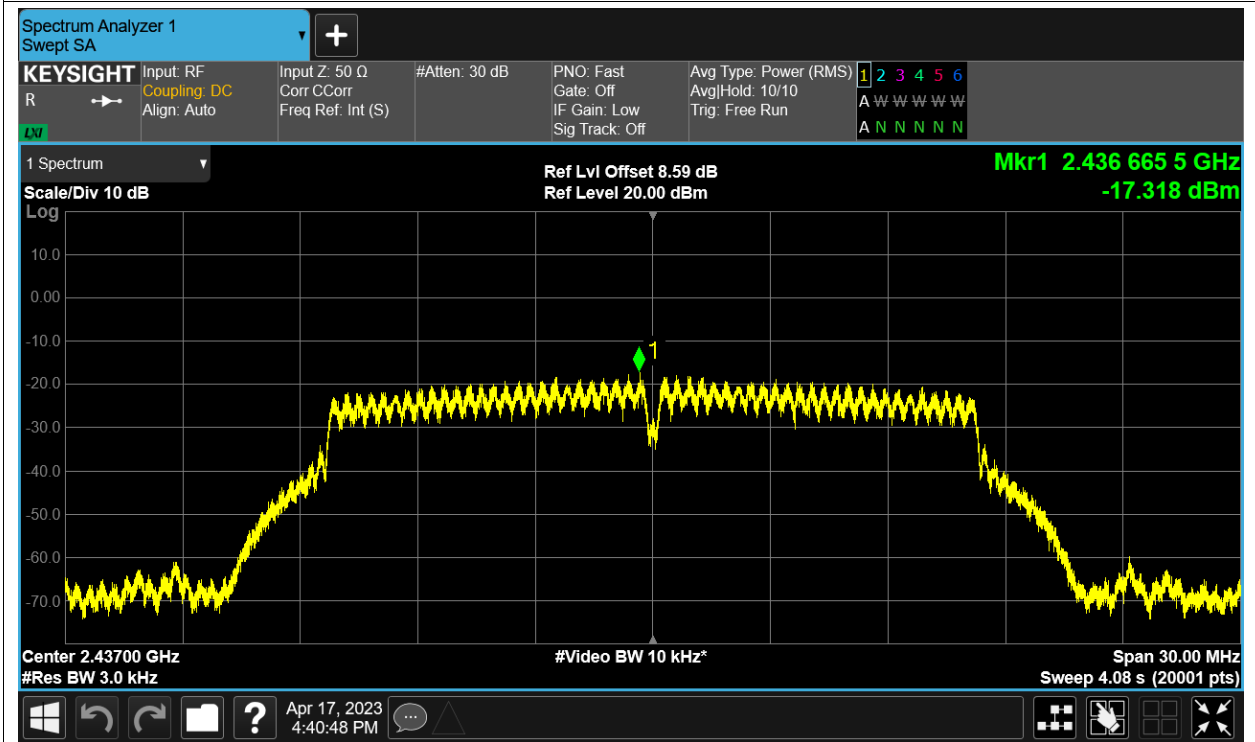 Spectrum Analyzer 1
Swept SA
+
KEYSIGHT
R
LXI
Input: RF
Coupling: DC
Align: Auto
Input Z: 50 Ω
Corr CCorr
Freq Ref: Int (S)
#Atten: 30 dB
PNO: Fast
Gate: Off
IF Gain: Low
Sig Track: Off
Avg Type: Power (RMS)
Avg|Hold: 10/10
Trig: Free Run
1 2 3 4 5 6
A W W W W W
A N N N N N
1 Spectrum
Scale/Div 10 dB
Log
Ref Lvl Offset 8.59 dB
Ref Level 20.00 dBm
Mkr1 2.436 665 5 GHz
-17.318 dBm
10.0
0.00
-10.0
-20.0
-30.0
-40.0
-50.0
-60.0
-70.0
1
Center 2.43700 GHz
#Res BW 3.0 kHz
#Video BW 10 kHz*
Span 30.00 MHz
Sweep 4.08 s (20001 pts)
?
Apr 17, 2023
4:40:48 PM